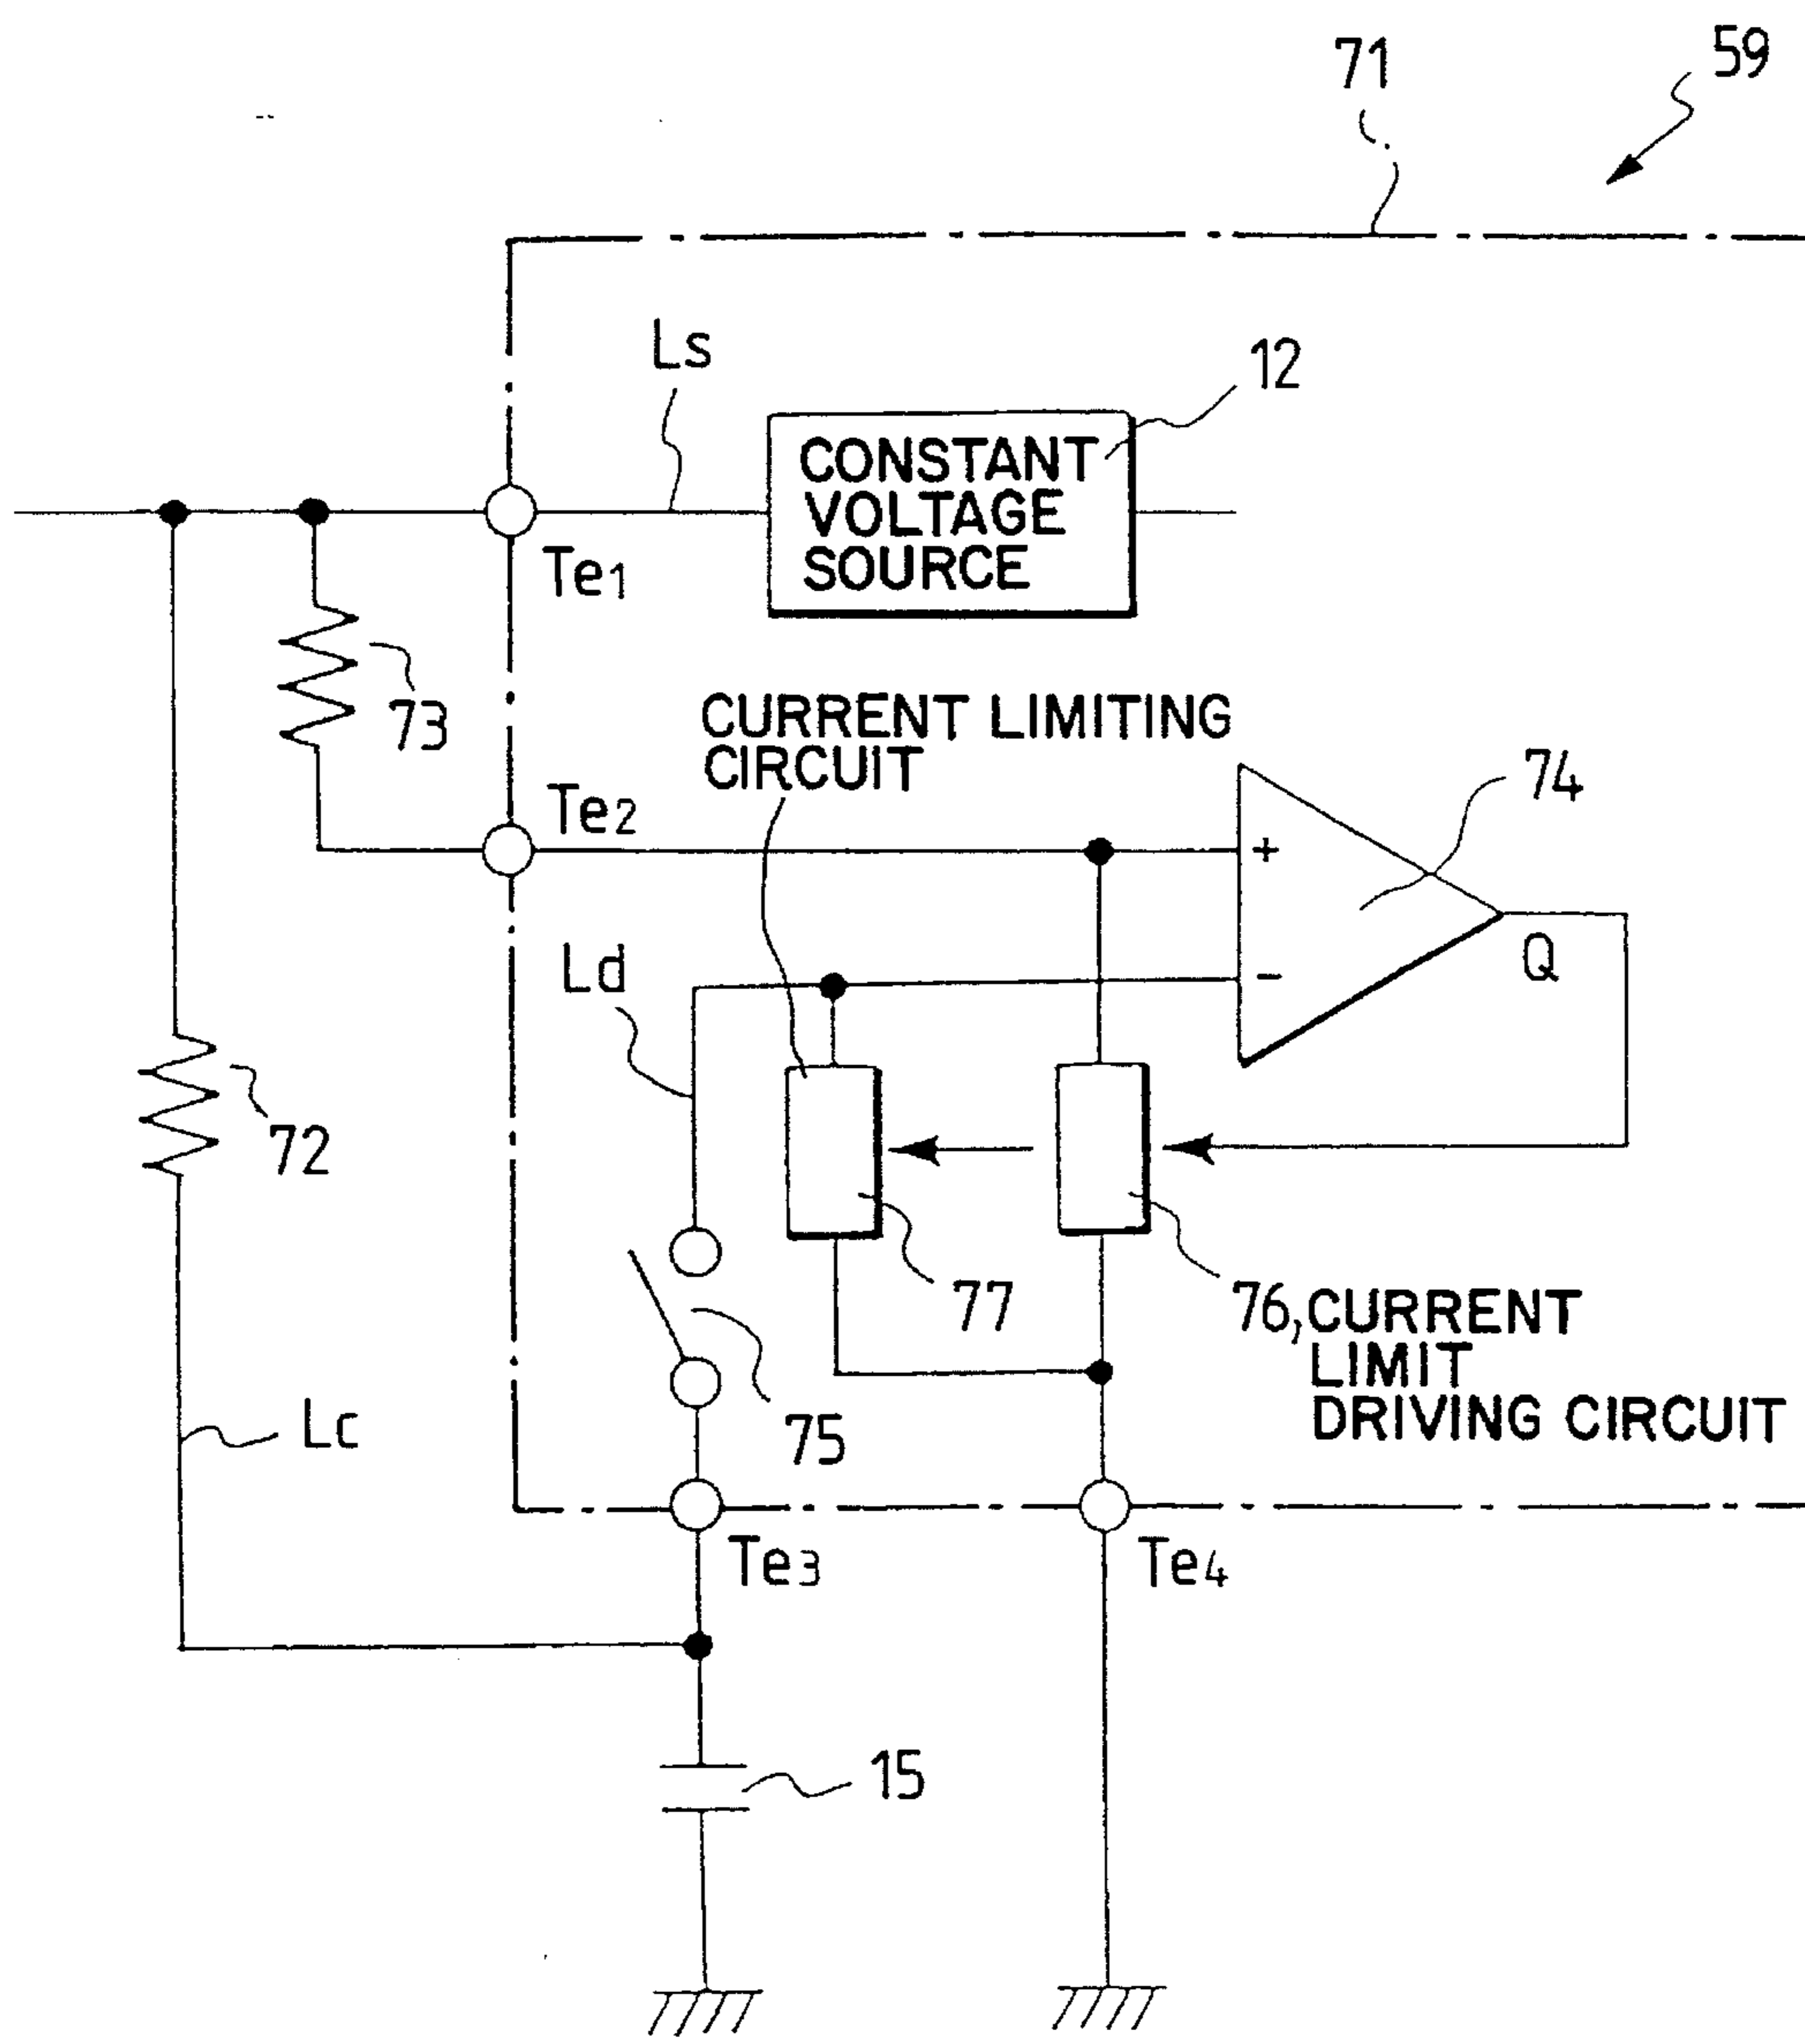 59
71
Ls
12
CONSTANT
VOLTAGE
SOURCE
Te1
73
CURRENT LIMITING
CIRCUIT
Te2
74
+
-
Ld
Q
72
77
76, CURRENT
LIMIT
DRIVING CIRCUIT
Lc
75
Te3
Te4
15